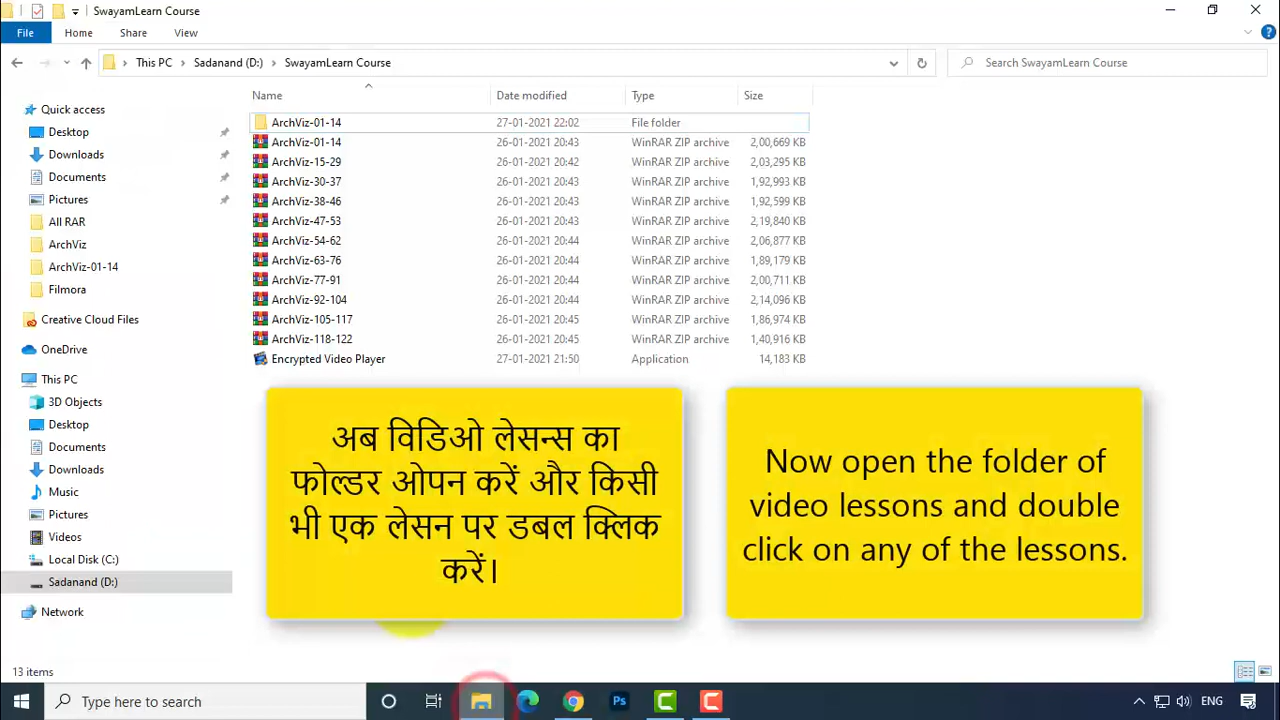 SwayamLearn Course
File Home Share View
This PC Sadanand (D:) SwayamLearn Course Search SwayamLearn Course
Name Date modified Type Size
Quick access
Desktop
Downloads
Documents
Pictures
All RAR
ArchViz
ArchViz-01-14
Filmora
Creative Cloud Files
OneDrive
This PC
3D Objects
Desktop
Documents
Downloads
Music
Pictures
Videos
Local Disk (C:)
Sadanand (D:)
Network
ArchViz-01-14 27-01-2021 22:02 File folder
ArchViz-01-14 26-01-2021 20:43 WinRAR ZIP archive 2,00,669 KB
ArchViz-15-29 26-01-2021 20:42 WinRAR ZIP archive 2,03,295 KB
ArchViz-30-37 26-01-2021 20:43 WinRAR ZIP archive 1,92,993 KB
ArchViz-38-46 26-01-2021 20:43 WinRAR ZIP archive 1,92,599 KB
ArchViz-47-53 26-01-2021 20:43 WinRAR ZIP archive 2,19,840 KB
ArchViz-54-62 26-01-2021 20:44 WinRAR ZIP archive 2,06,877 KB
ArchViz-63-76 26-01-2021 20:44 WinRAR ZIP archive 1,89,179 KB
ArchViz-77-91 26-01-2021 20:44 WinRAR ZIP archive 2,00,711 KB
ArchViz-92-104 26-01-2021 20:44 WinRAR ZIP archive 2,14,096 KB
ArchViz-105-117 26-01-2021 20:45 WinRAR ZIP archive 1,86,974 KB
ArchViz-118-122 26-01-2021 20:45 WinRAR ZIP archive 1,40,916 KB
Encrypted Video Player 27-01-2021 21:50 Application 14,183 KB
अब विडिओ लेसन्स का
फोल्डर ओपन करें और किसी
भी एक लेसन पर डबल क्लिक
करें।
Now open the folder of
video lessons and double
click on any of the lessons.
13 items
Type here to search Ps ENG